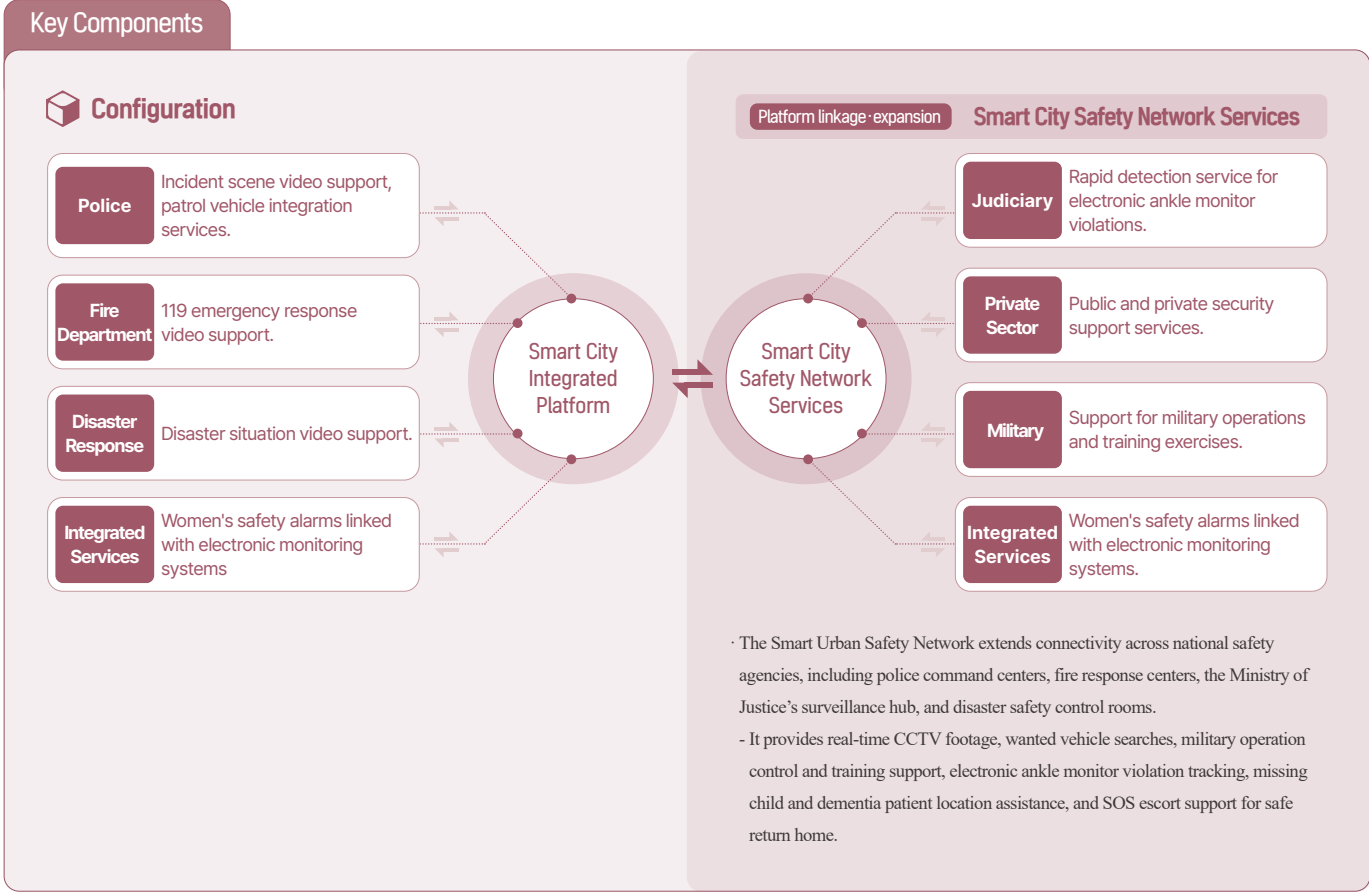 Key Components
Configuration
Police
Incident scene video support,
patrol vehicle integration
services.
Fire
Department
119 emergency response
video support.
Disaster
Response
Disaster situation video support.
Integrated
Services
Women's safety alarms linked
with electronic monitoring
systems
Smart City
Integrated
Platform
Smart City
Safety Network
Services
Platform linkage·expansion
Smart City Safety Network Services
Judiciary
Rapid detection service for
electronic ankle monitor
violations.
Private
Sector
Public and private security
support services.
Military
Support for military operations
and training exercises.
Integrated
Services
Women's safety alarms linked
with electronic monitoring
systems.
· The Smart Urban Safety Network extends connectivity across national safety
agencies, including police command centers, fire response centers, the Ministry of
Justice’s surveillance hub, and disaster safety control rooms.
- It provides real-time CCTV footage, wanted vehicle searches, military operation
control and training support, electronic ankle monitor violation tracking, missing
child and dementia patient location assistance, and SOS escort support for safe
return home.